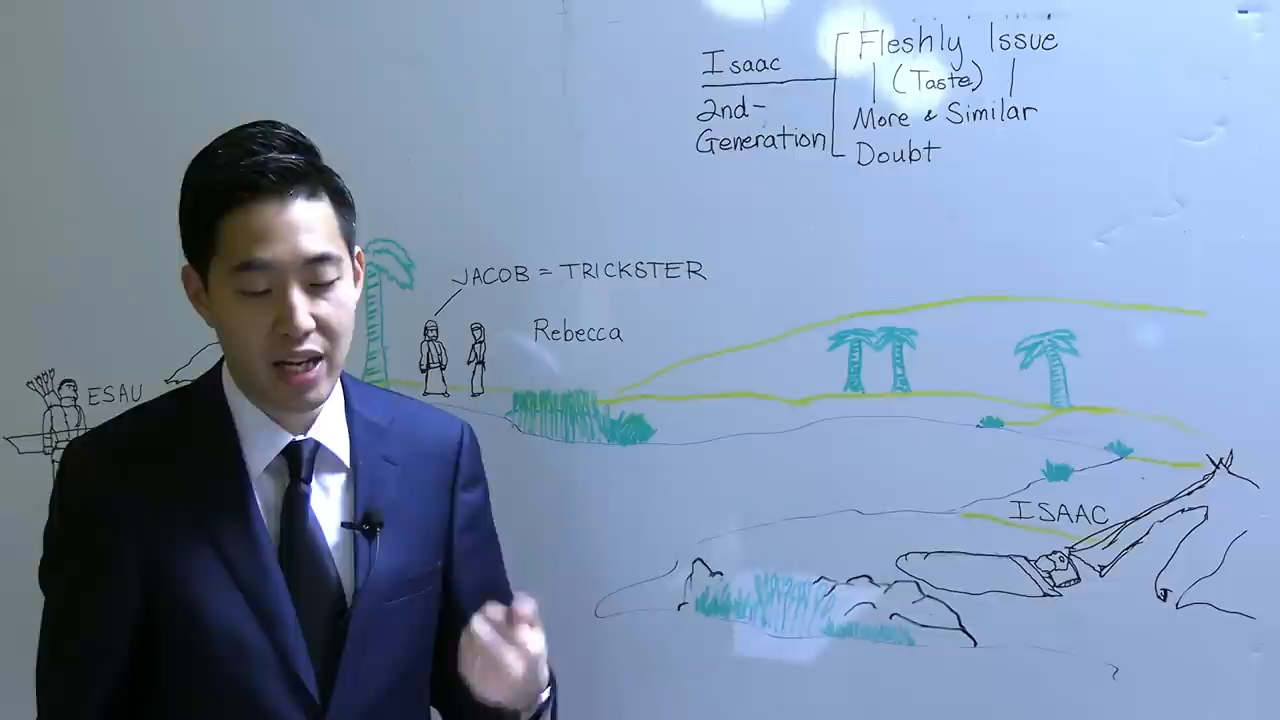 Isaac
2nd-
Generation
Fleshly Issue
(Taste)
More & Similar
Doubt
JACOB = TRICKSTER
Rebecca
ESAU
ISAAC